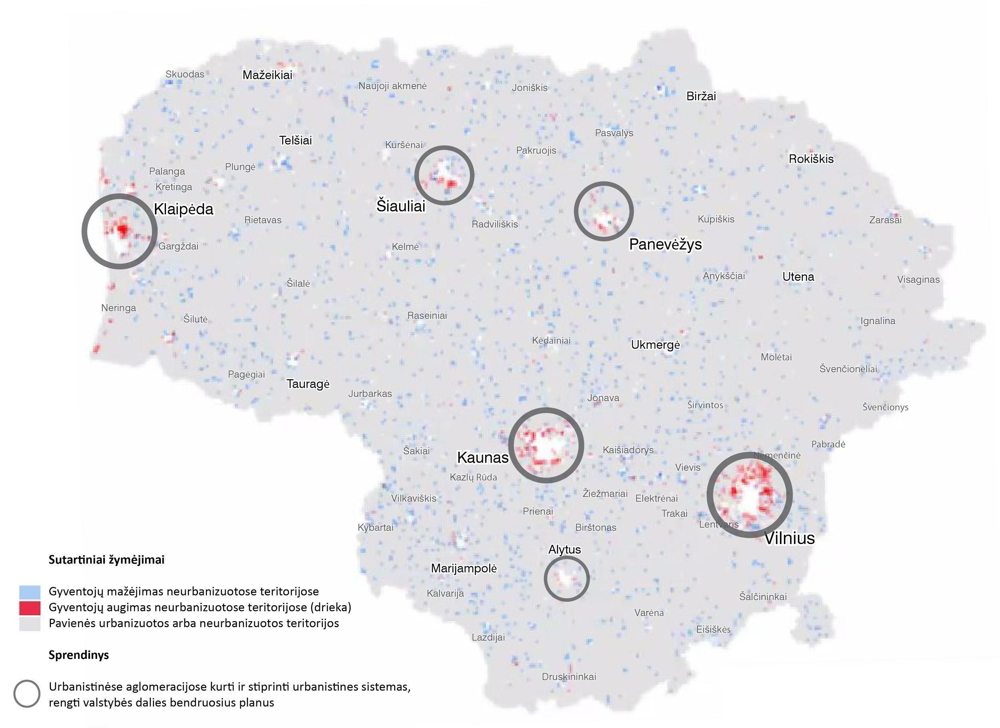 Skuodas
Mažeikiai
Naujoji akmenė
Joniškis
Biržai
Telšiai
Kuršėnai
Pakruojis
Pasvalys
Rokiškis
Palanga
Plungė
Kretinga
Klaipėda
Šiauliai
Rietavas
Radviliškis
Kupiškis
Zarasai
Gargždai
Kelmė
Panevėžys
Šilalė
Anykščiai
Utena
Visaginas
Neringa
Šilutė
Raseiniai
Ignalina
Kėdainiai
Ukmergė
Molėtai
Švenčionėliai
Pagėgiai
Tauragė
Jurbarkas
Jonava
Širvintos
Švenčionys
Šakiai
Kaunas
Kaišiadorys
Pabradė
Nemenčinė
Vievis
Kazlų Rūda
Vilkaviškis
Žiežmariai
Elektrėnai
Prienai
Trakai
Kybartai
Birštonas
Lentvaris
Vilnius
Alytus
Marijampolė
Kalvarija
Šalčininkai
Varėna
Eišiškės
Lazdijai
Druskininkai
Sutartiniai žymėjimai
Gyventojų mažėjimas neurbanizuotose teritorijose
Gyventojų augimas neurbanizuotose teritorijose (drieka)
Pavienės urbanizuotos arba neurbanizuotos teritorijos
Sprendinys
Urbanistinėse aglomeracijose kurti ir stiprinti urbanistines sistemas,
rengti valstybės dalies bendruosius planus